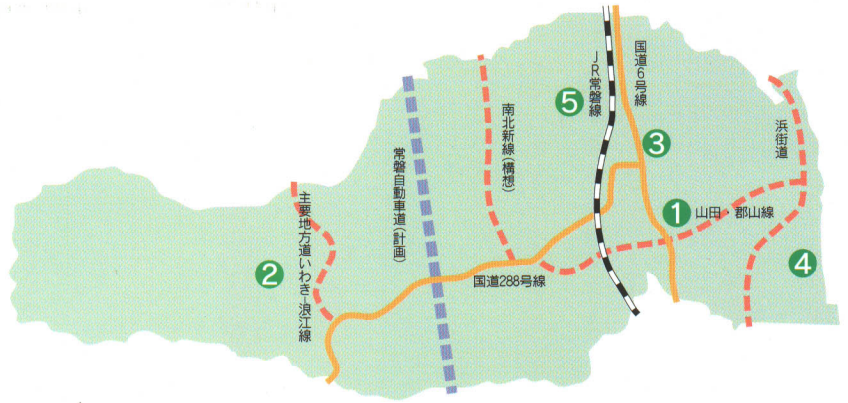 国道6号線
JR常磐線
5
3
浜街道
南北新線(構想)
常磐自動車道(計画)
1
山田・郡山線
主要地方道いわき−浪江線
2
4
国道288号線